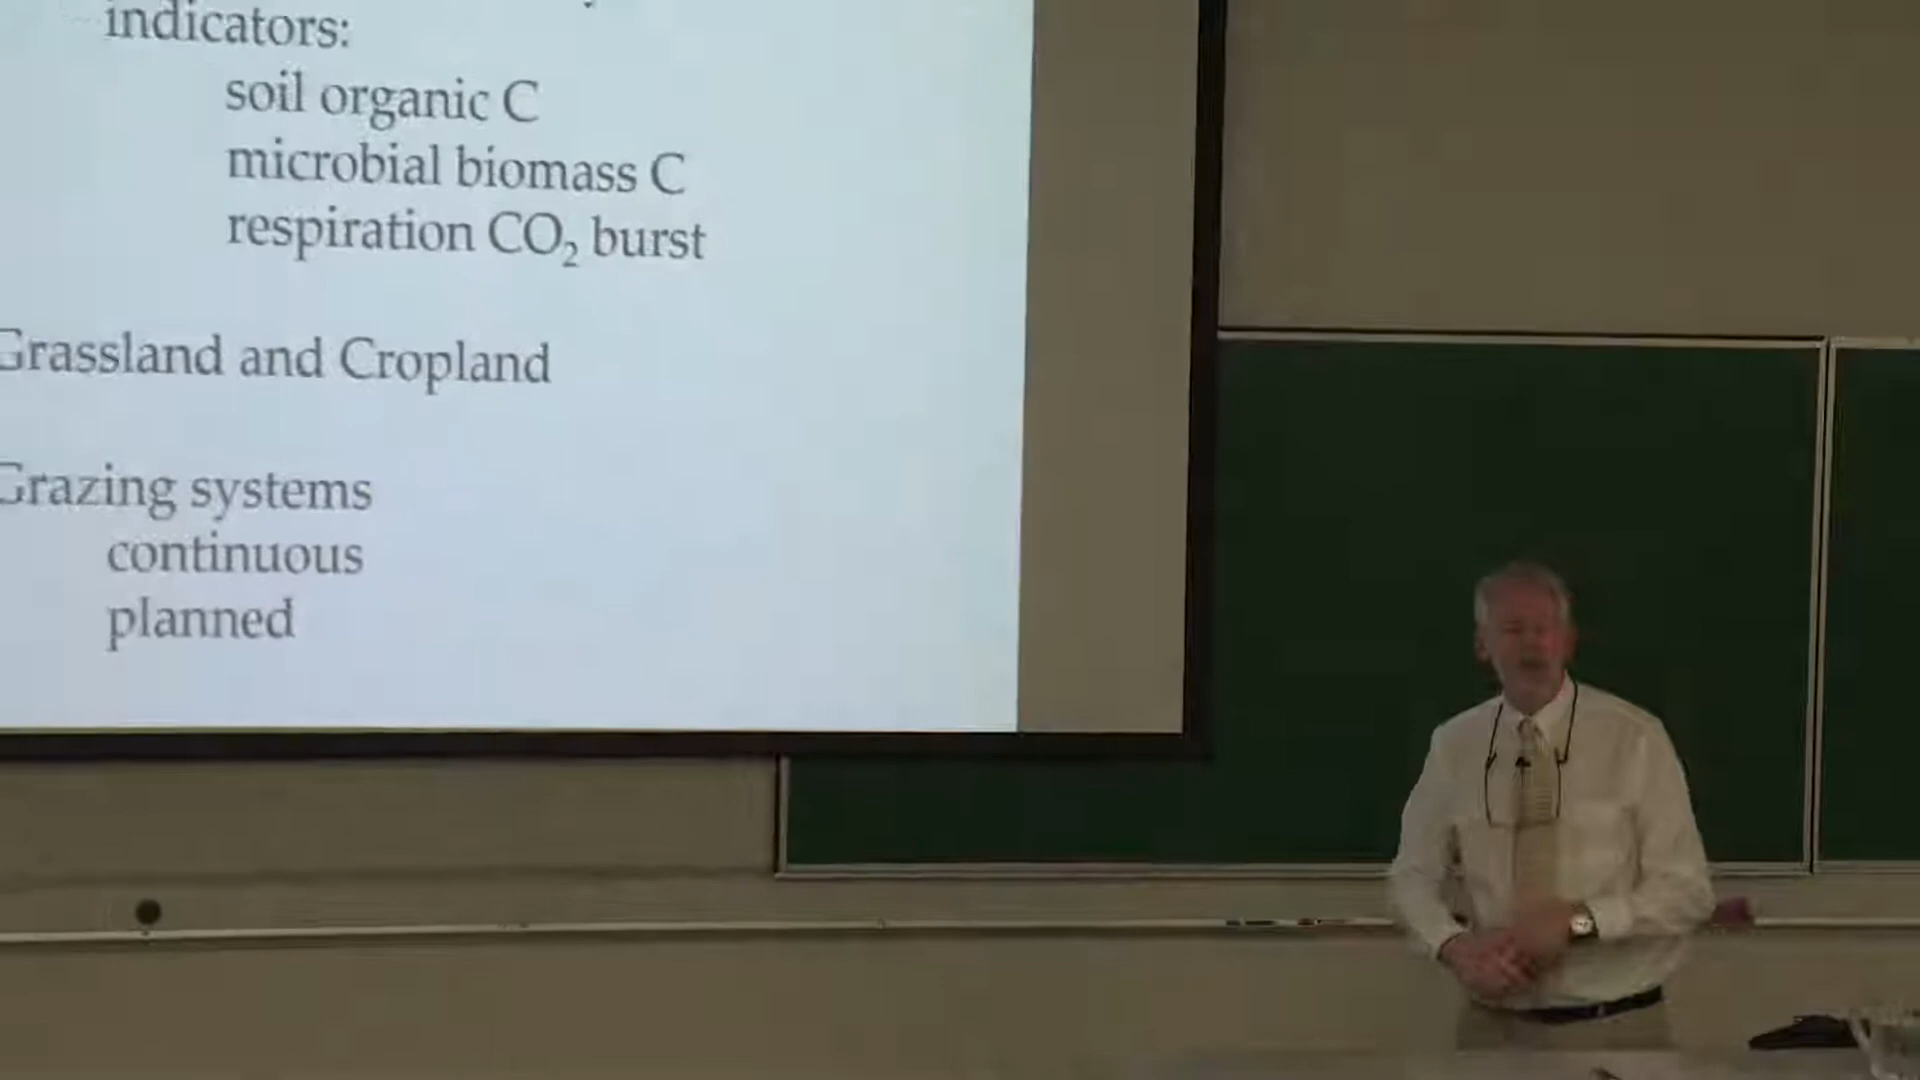 indicators:
soil organic C
microbial biomass C
respiration CO₂ burst
Grassland and Cropland
Grazing systems
continuous
planned